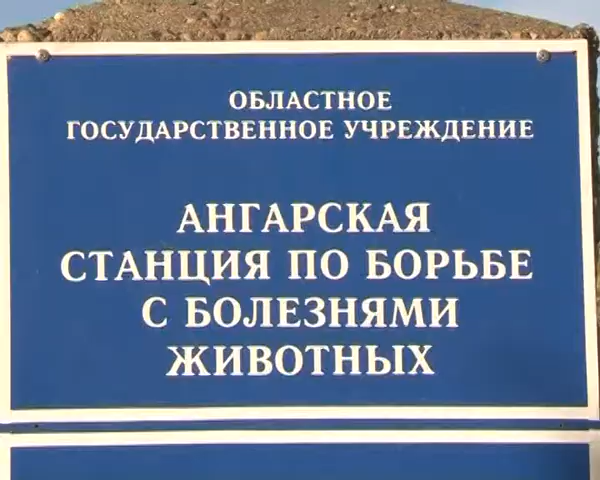 ОБЛАСТНОЕ
ГОСУДАРСТВЕННОЕ УЧРЕЖДЕНИЕ
АНГАРСКАЯ
СТАНЦИЯ ПО БОРЬБЕ
С БОЛЕЗНЯМИ
ЖИВОТНЫХ